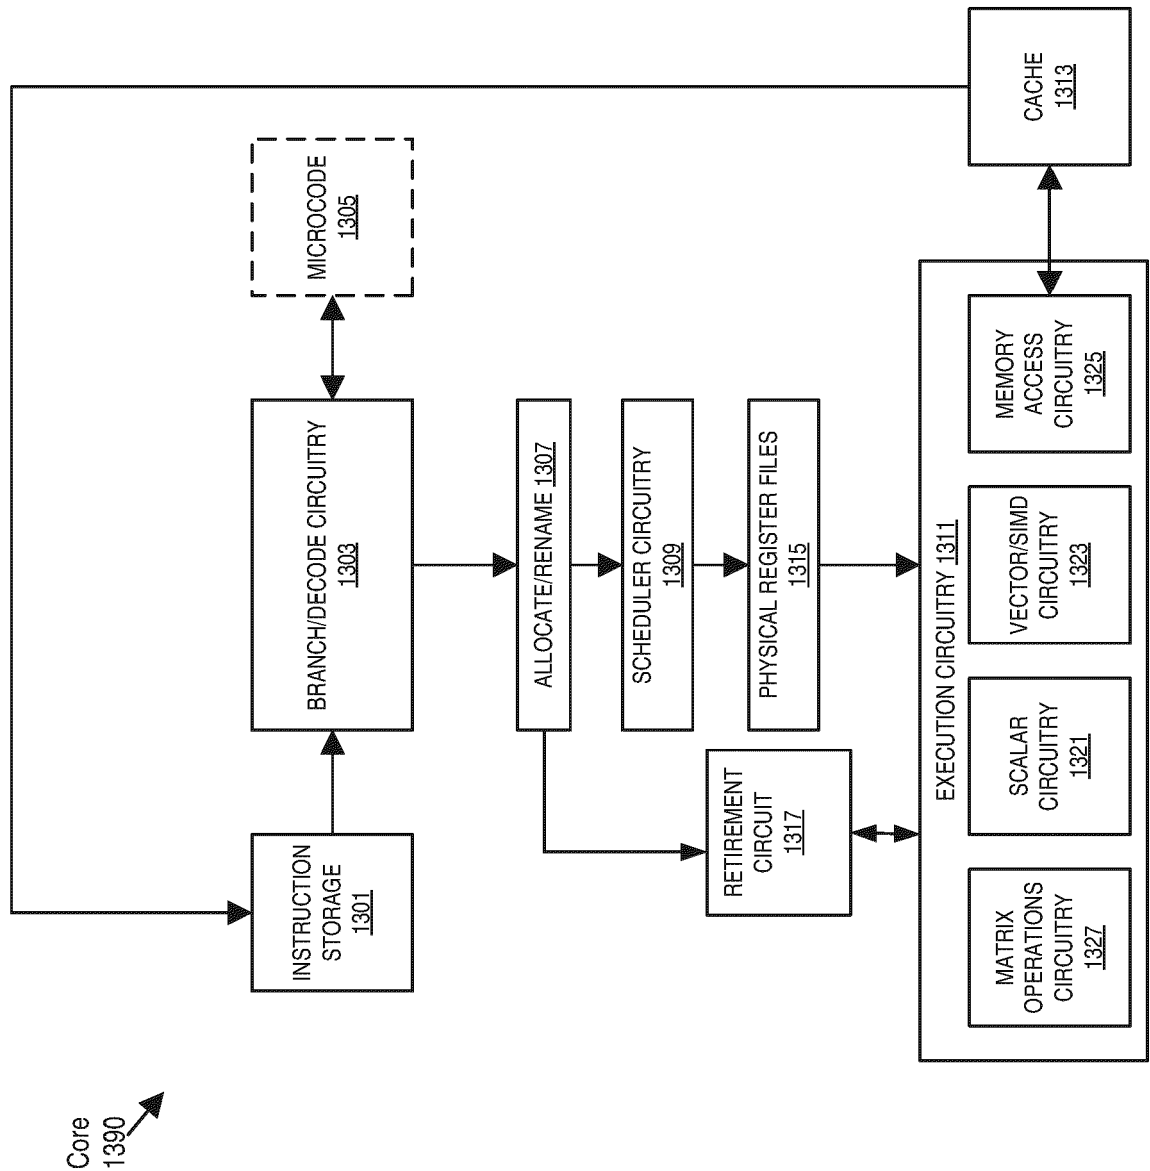 Core
1390
INSTRUCTION
STORAGE
1301
BRANCH/DECODE CIRCUITRY
1303
MICROCODE
1305
ALLOCATE/RENAME 1307
SCHEDULER CIRCUITRY
1309
PHYSICAL REGISTER FILES
1315
RETIREMENT
CIRCUIT
1317
EXECUTION CIRCUITRY 1311
MATRIX
OPERATIONS
CIRCUITRY
1327
SCALAR
CIRCUITRY
1321
VECTOR/SIMD
CIRCUITRY
1323
MEMORY
ACCESS
CIRCUITRY
1325
CACHE
1313